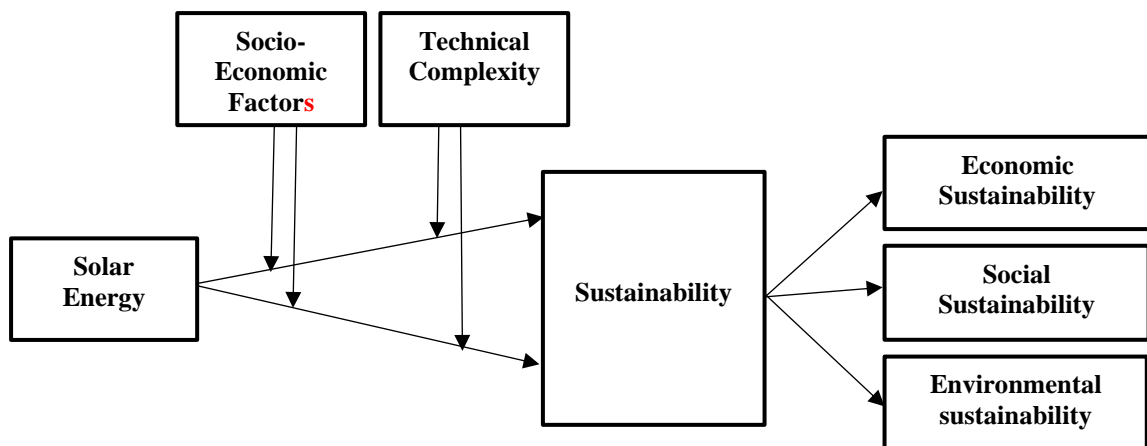 Socio-
Economic
Factors
Technical
Complexity
Solar
Energy
Sustainability
Economic
Sustainability
Social
Sustainability
Environmental
sustainability